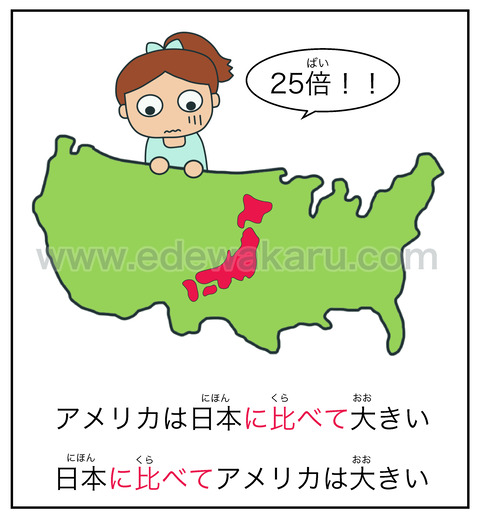 ばい
25倍！！
www.edewakaru.com
にほん くら おお
アメリカは日本に比べて大きい
にほん くら おお
日本に比べてアメリカは大きい